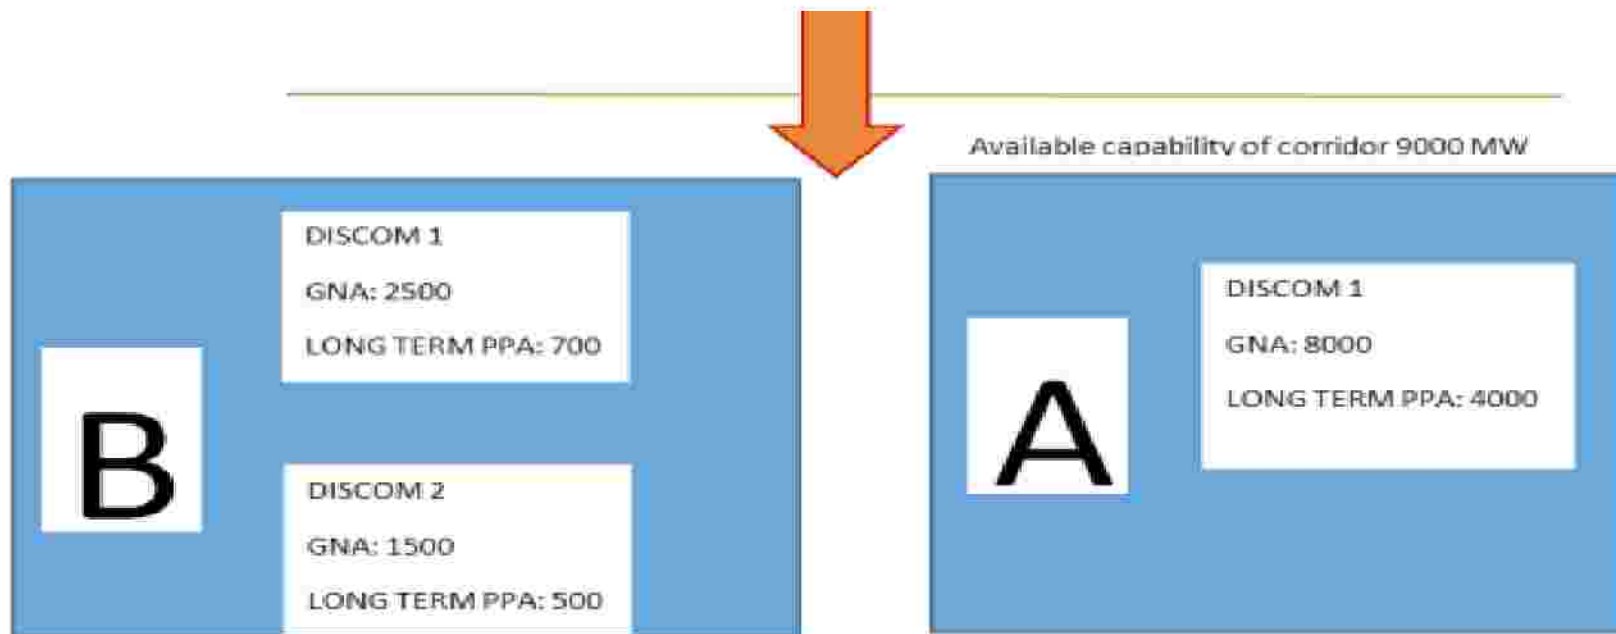 Available capability of corridor 9000 MW
B
DISCOM 1
GNA: 2500
LONG TERM PPA: 700
DISCOM 2
GNA: 1500
LONG TERM PPA: 500
A
DISCOM 1
GNA: 8000
LONG TERM PPA: 4000